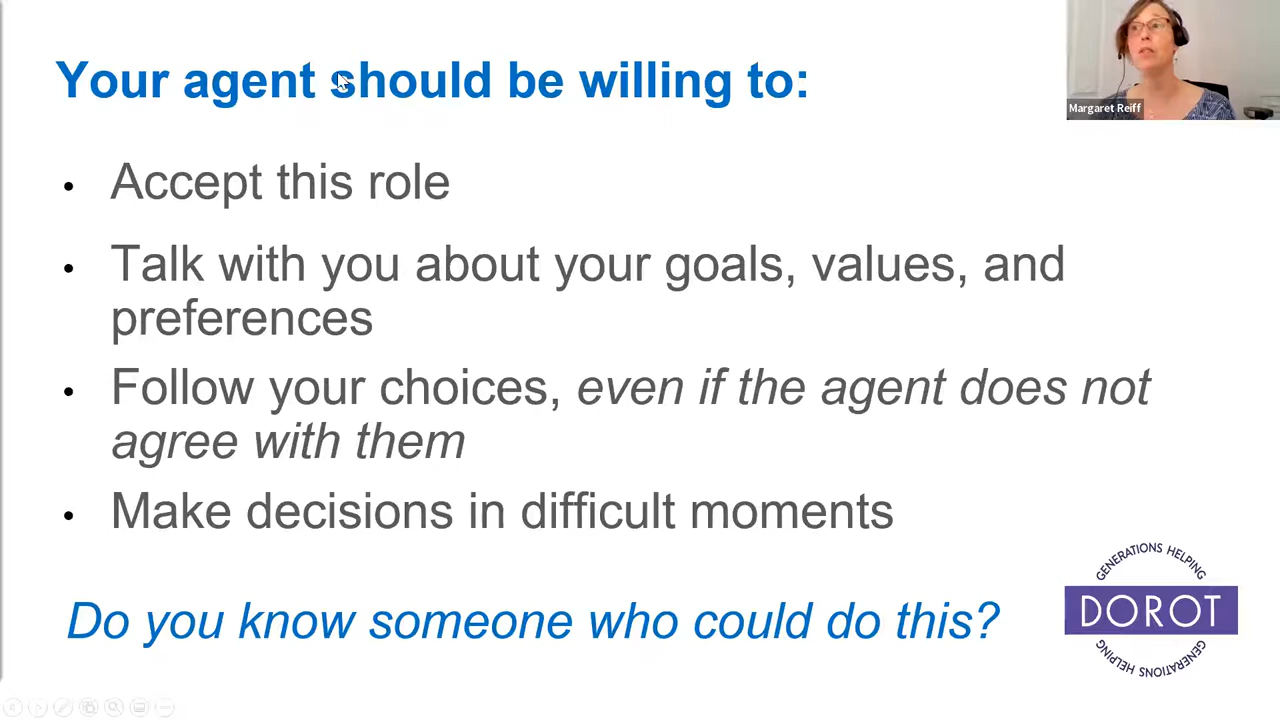 Your agent should be willing to:
Margaret Reiff
• Accept this role
• Talk with you about your goals, values, and
preferences
• Follow your choices, even if the agent does not
agree with them
• Make decisions in difficult moments
Do you know someone who could do this?
GENERATIONS HELPING
DOROT
GENERATIONS HELPING